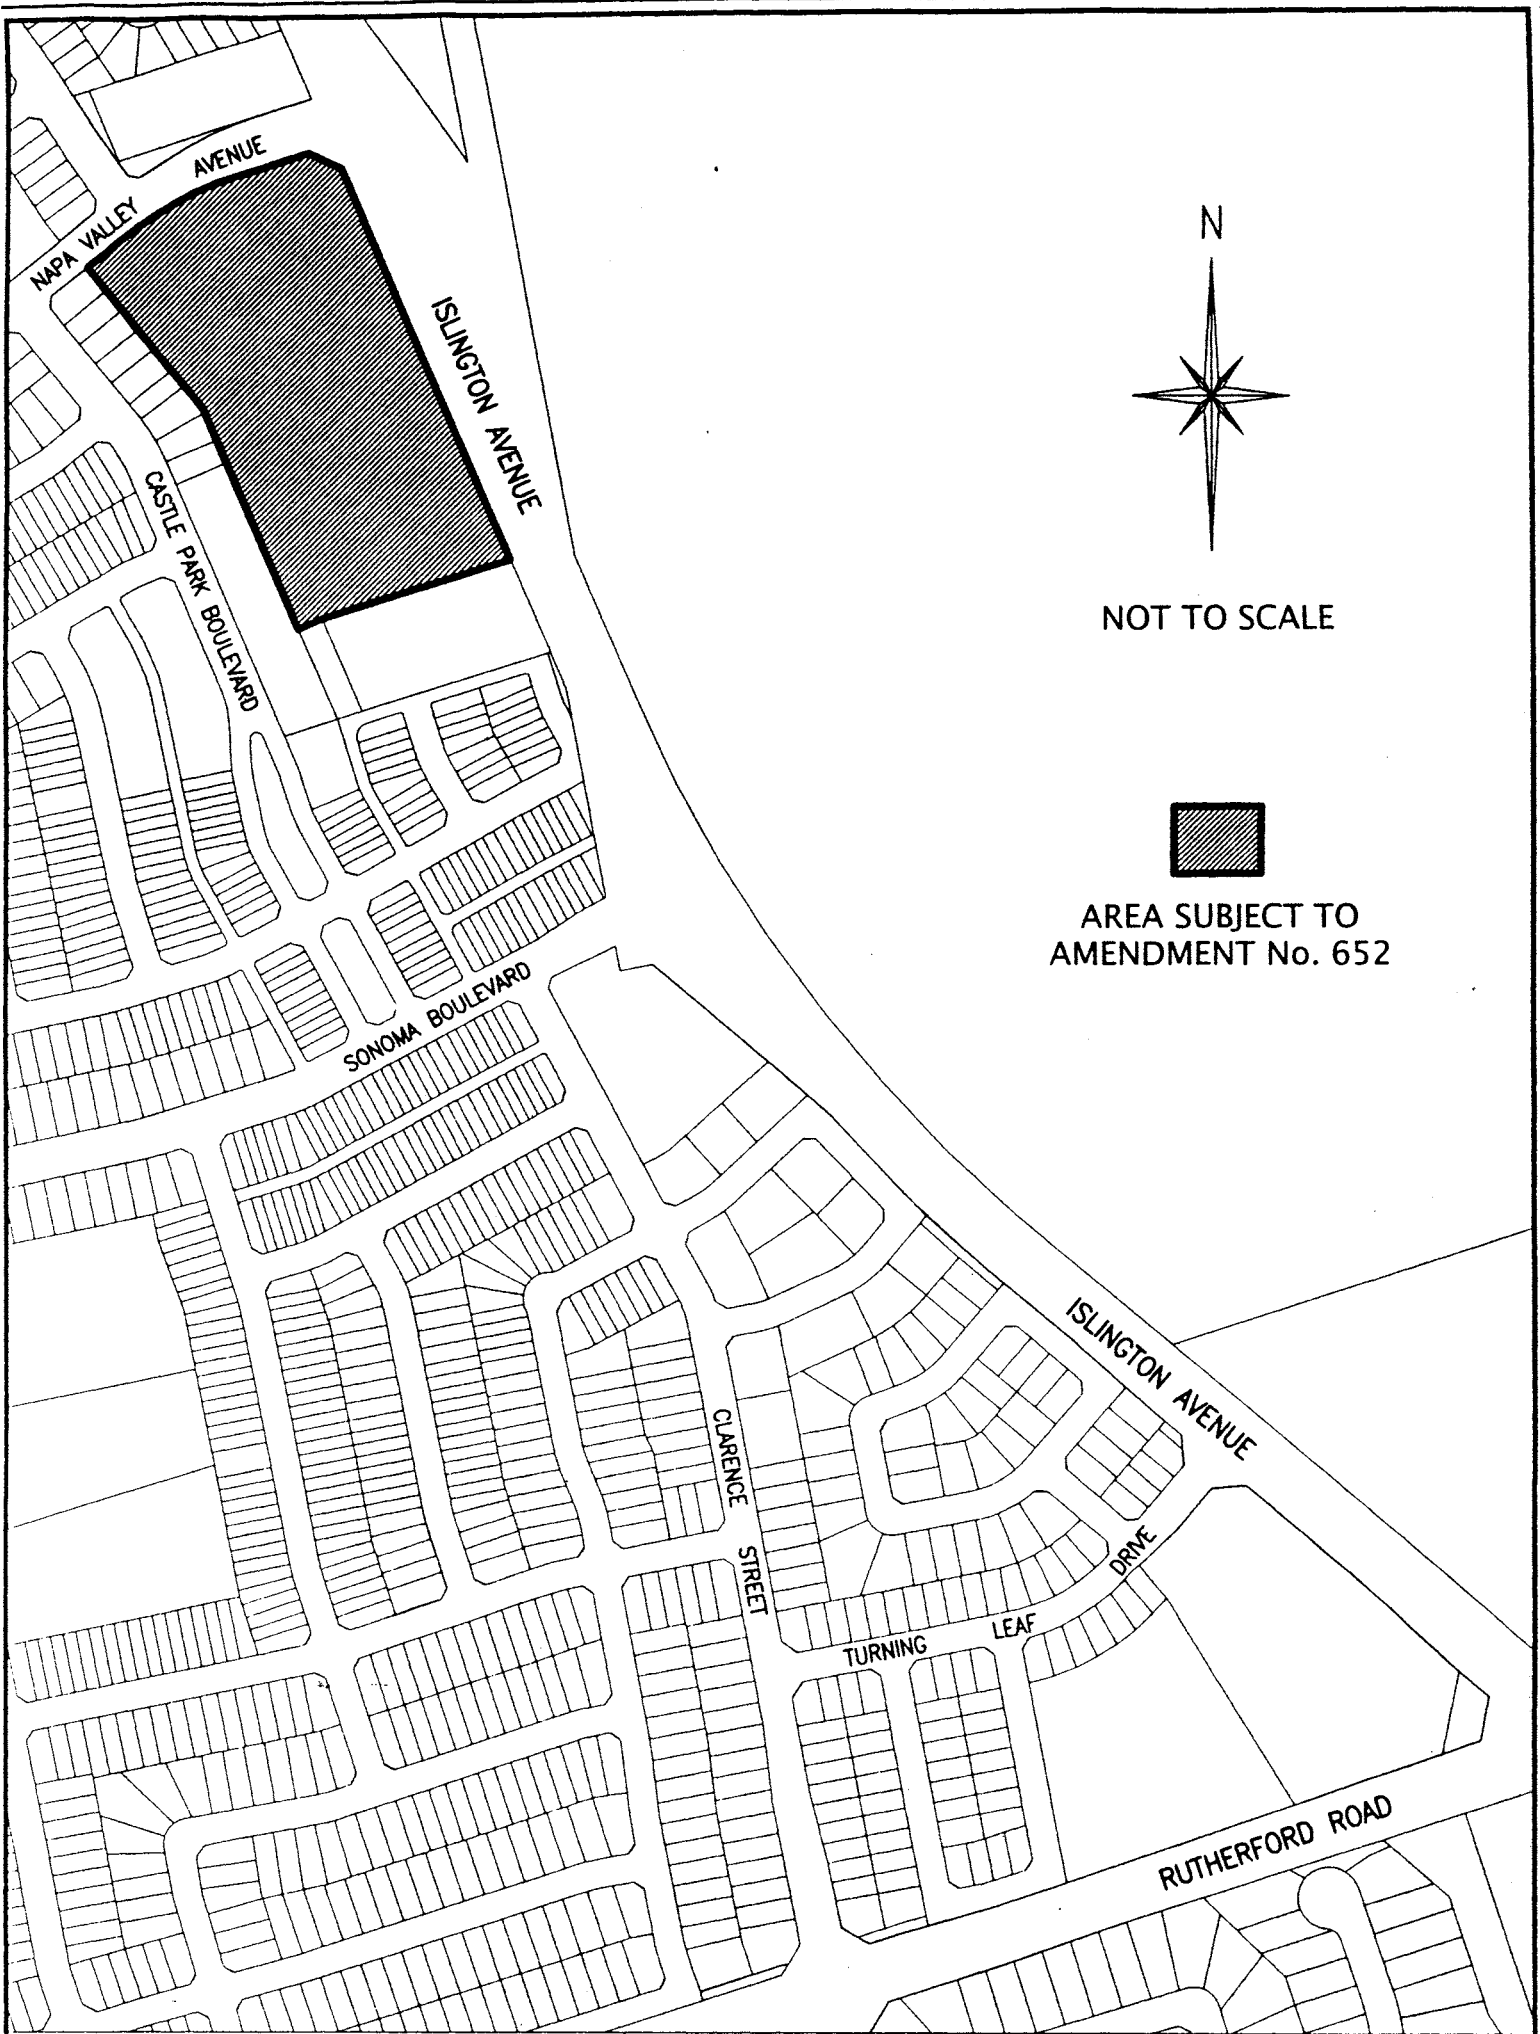 AVENUE
NAPA VALLEY
N
ISLINGTON AVENUE
CASTLE PARK BOULEVARD
NOT TO SCALE
AREA SUBJECT TO
AMENDMENT No. 652
SONOMA BOULEVARD
ISLINGTON AVENUE
CLARENCE
STREET
DRIVE
LEAF
TURNING
RUTHERFORD ROAD